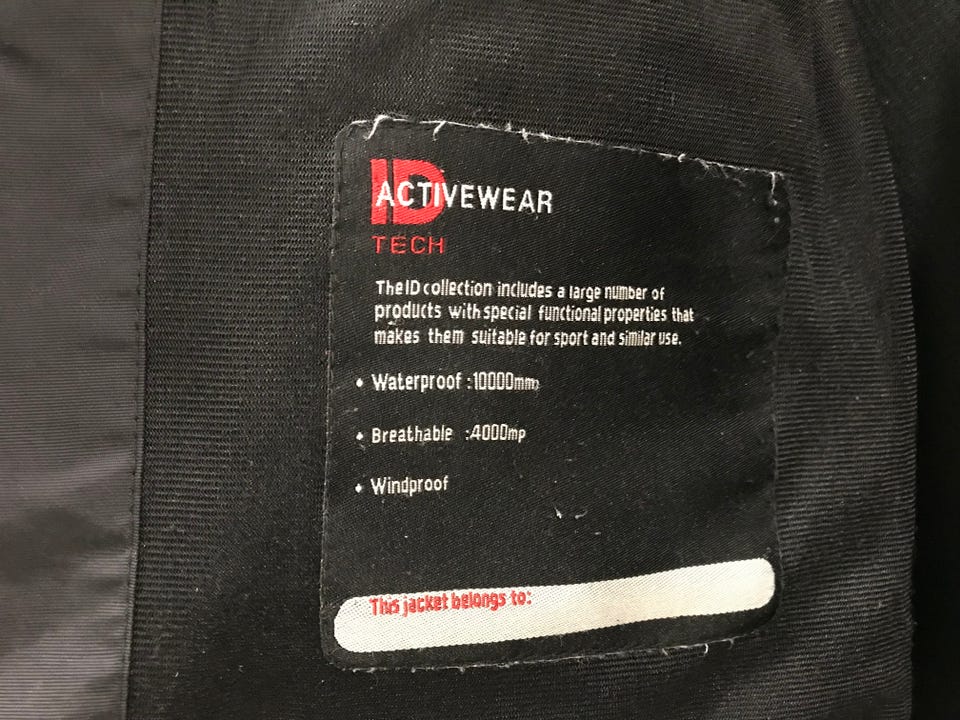 ID
ACTIVEWEAR
TECH
The ID collection includes a large number of
products with special functional properties that
makes them suitable for sport and similar use.
• Waterproof :10000mm
• Breathable :4000mp
• Windproof
This jacket belongs to: